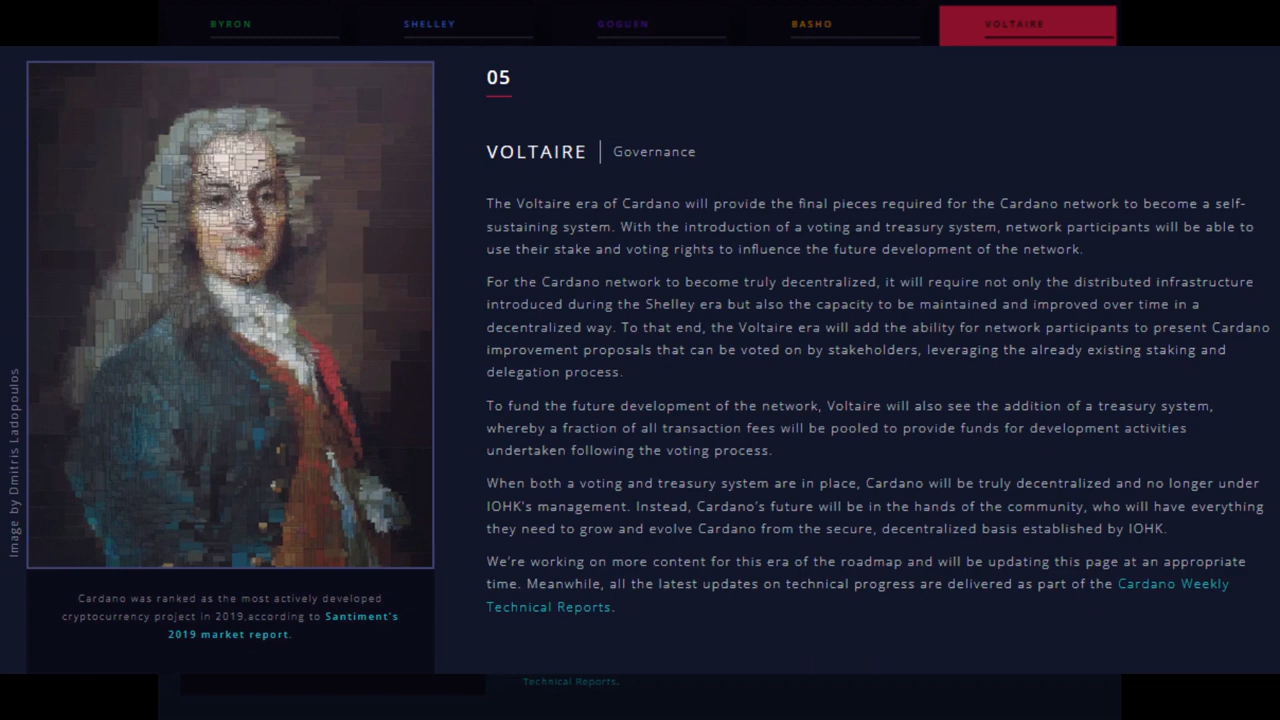 BYRON
SHELLEY
GOGUEN
BASHO
VOLTAIRE
05
VOLTAIRE | Governance
The Voltaire era of Cardano will provide the final pieces required for the Cardano network to become a self-
sustaining system. With the introduction of a voting and treasury system, network participants will be able to
use their stake and voting rights to influence the future development of the network.
For the Cardano network to become truly decentralized, it will require not only the distributed infrastructure
introduced during the Shelley era but also the capacity to be maintained and improved over time in a
decentralized way. To that end, the Voltaire era will add the ability for network participants to present Cardano
improvement proposals that can be voted on by stakeholders, leveraging the already existing staking and
delegation process.
To fund the future development of the network, Voltaire will also see the addition of a treasury system,
whereby a fraction of all transaction fees will be pooled to provide funds for development activities
undertaken following the voting process.
When both a voting and treasury system are in place, Cardano will be truly decentralized and no longer under
IOHK's management. Instead, Cardano's future will be in the hands of the community, who will have everything
they need to grow and evolve Cardano from the secure, decentralized basis established by IOHK.
We're working on more content for this era of the roadmap and will be updating this page at an appropriate
time. Meanwhile, all the latest updates on technical progress are delivered as part of the Cardano Weekly
Technical Reports.
Image by Dmitris Ladopoulos
Cardano was ranked as the most actively developed
cryptocurrency project in 2019,according to Santiment's
2019 market report.
Technical Reports.